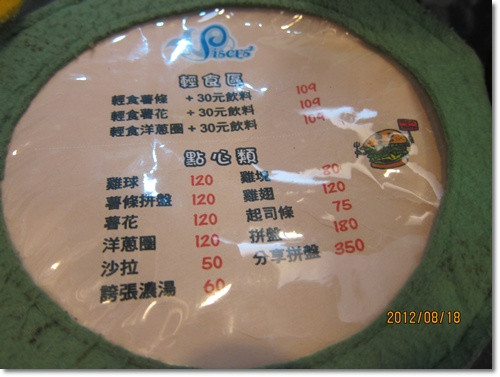 Pisces
輕食區
輕食薯條 + 30元飲料 109
輕食薯花 + 30元飲料 109
輕食洋蔥圈 + 30元飲料 109
點心類
雞球 120
薯條拼盤 120
薯花 120
洋蔥圈 120
沙拉 50
誇張濃湯 60
雞塊 80
雞翅 120
起司條 75
拼盤 180
分享拼盤 350
2012/08/18